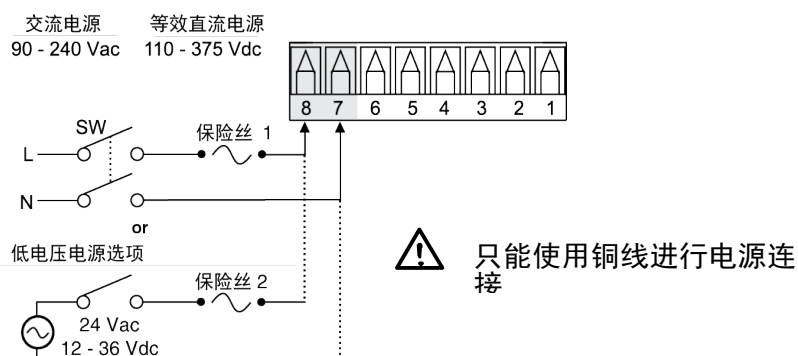 交流电源
90 - 240 Vac
等效直流电源
110 - 375 Vdc
8 7 6 5 4 3 2 1
SW
保险丝 1
L
N
or
低电压电源选项
保险丝 2
24 Vac
12 - 36 Vdc
只能使用铜线进行电源连
接